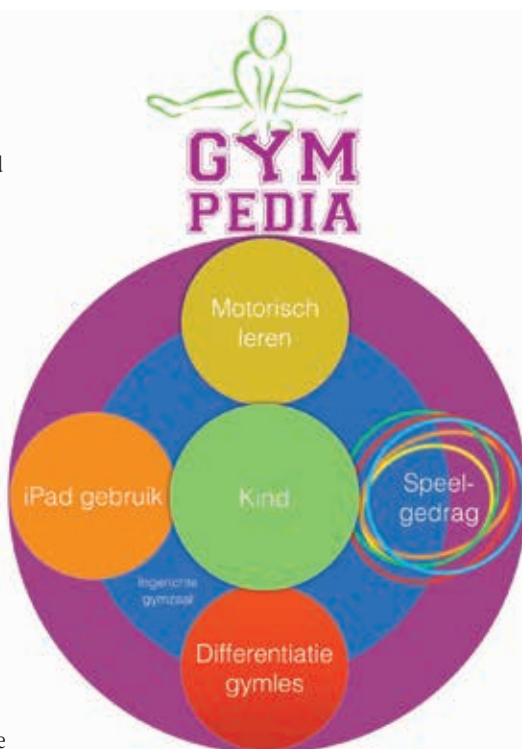 GYM
PEDIA
Motorisch
leren
iPad gebruik
Kind
Speel-
gedrag
Ingerichte
gymzaal
Differentiatie
gymles